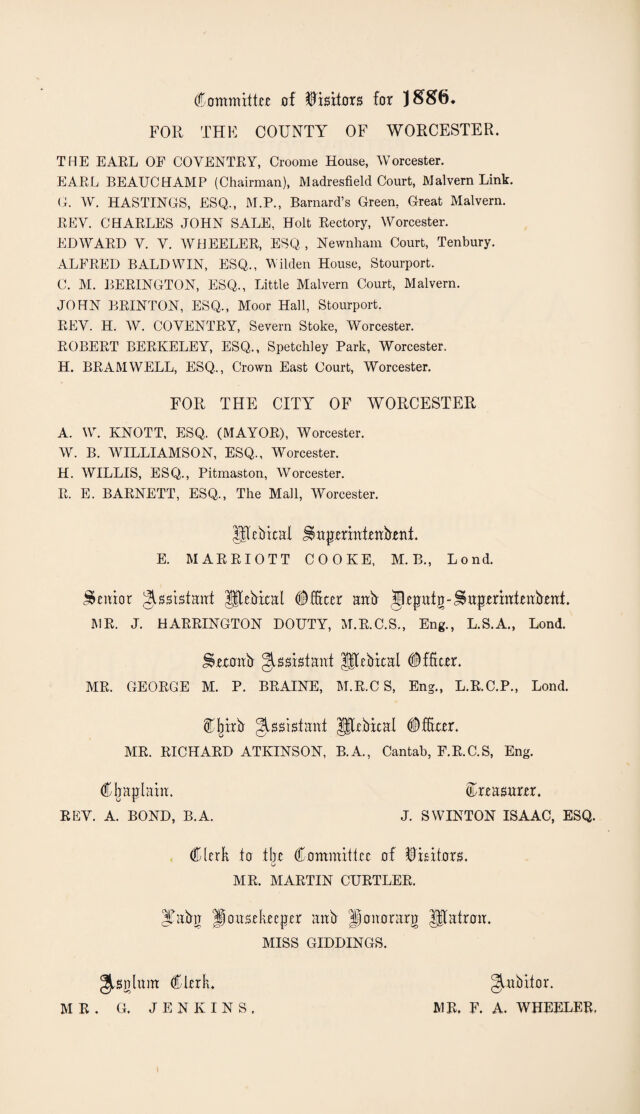 Committee of Visitors for 1886.
FOR THE COUNTY OF WORCESTER.
THE EARL OF COVENTRY, Croome House, Worcester.
EARL BEAUCHAMP (Chairman), Madresfield Court, Malvern Link.
G. W. HASTINGS, ESQ., M.P., Barnard's Green, Great Malvern.
REV. CHARLES JOHN SALE, Holt Rectory, Worcester.
EDWARD V. V. WHEELER, ESQ , Newnham Court, Tenbury.
ALFRED BALDWIN, ESQ., Wilden House, Stourport.
C. M. BERINGTON, ESQ., Little Malvern Court, Malvern.
JOHN BRINTON, ESQ., Moor Hall, Stourport.
REV. H. W. COVENTRY, Severn Stoke, Worcester.
ROBERT BERKELEY, ESQ., Spetchley Park, Worcester.
H. BRAMWELL, ESQ., Crown East Court, Worcester.
FOR THE CITY OF WORCESTER
A. W. KNOTT, ESQ. (MAYOR), Worcester.
W. B. WILLIAMSON, ESQ., Worcester.
H. WILLIS, ESQ., Pitmaston, Worcester.
R. E. BARNETT, ESQ., The Mall, Worcester.
Medical Superintendent.
E. MARRIOTT COOKE, M.B., Lond.
Senior Assistant Medical Officer and Deputy-Superintendent.
MR. J. HARRINGTON DOUTY, M.R.C.S., Eng., L.S.A., Lond.
Second Assistant Medical Officer.
MR. GEORGE M. P. BRAINE, M.R.C S, Eng., L.R.C.P., Lond.
Third Assistant Medical Officer.
MR. RICHARD ATKINSON, B.A., Cantab, F.R.C.S, Eng.
Chaplain. Treasurer.
REV. A. BOND, B.A. J. SWINTON ISAAC, ESQ.
Clerk to the Committee of Visitors.
MR. MARTIN CURTLER.
Lady Housekeeper and Honorary Matron.
MISS GIDDINGS.
Asylum Clerk. Auditor.
MR. G. JENKINS. MR. F. A. WHEELER.